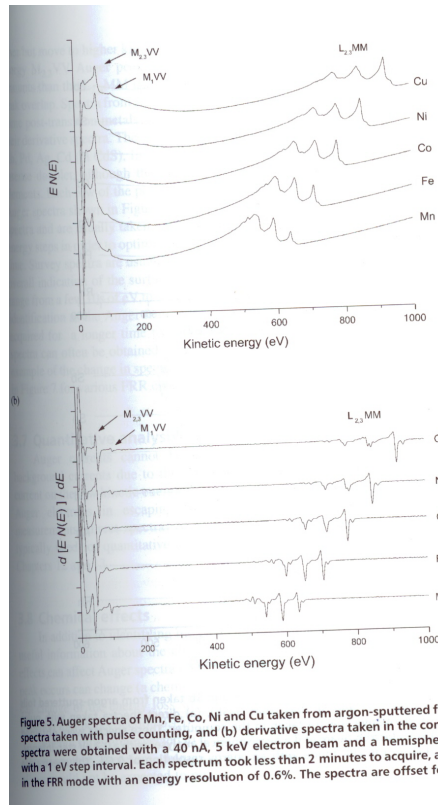 M2,3VV
M1VV
L2,3MM
Cu
Ni
Co
Fe
Mn
E N(E)
0 200 400 600 800 1000
Kinetic energy (eV)
(b)
M2,3VV
M1VV
L2,3MM
d [E N(E)] / dE
0 200 400 600 800 1000
Kinetic energy (eV)
Figure 5. Auger spectra of Mn, Fe, Co, Ni and Cu taken from argon-sputtered
spectra taken with pulse counting, and (b) derivative spectra taken in the
spectra were obtained with a 40 nA, 5 keV electron beam and a
with a 1 eV step interval. Each spectrum took less than 2 minutes to acquire,
in the FRR mode with an energy resolution of 0.6%. The spectra are offset